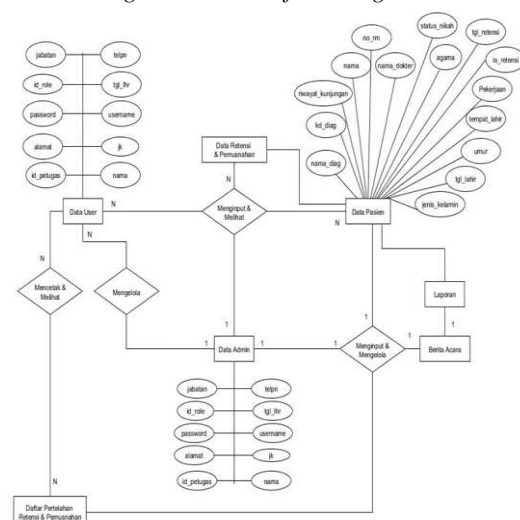 no_rm
status_nikah
tgl_retensi
nama
nama_dokter
agama
is_retensi
riwayat_kunjungan
Pekerjaan
kd_diag
tempat_lahir
nama_diag
umur
tgl_lahir
jenis_kelamin
jabatan
telpn
id_role
tgl_lhr
password
username
alamat
jk
id_petugas
nama
Data Retensi
& Pemusnahan
N
Data User
N
Menginput &
Melihat
N
Data Pasien
N
N
Mencetak &
Melihat
Mengelola
Laporan
1
1
1
1
1
Data Admin
1
1
Menginput &
Mengelola
1
Berita Acara
jabatan
telpn
id_role
tgl_lhr
password
username
alamat
jk
id_petugas
nama
N
Daftar Pertelahan
Retensi & Pemusnahan